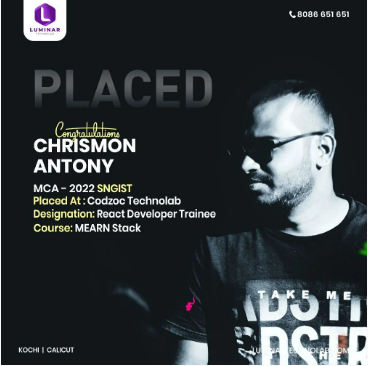 LUMINAR
8086 651 651
PLACED
Congratulations
CHRISMON
ANTONY
MCA - 2022 SNGIST
Placed At : Codzoc Technolab
Designation: React Developer Trainee
Course: MEARN Stack
TAKE ME
KOCHI | CALICUT